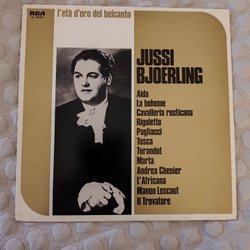 RCA
l'età d'oro del belcanto
JUSSI
BJOERLING
Aida
La boheme
Cavalleria rusticana
Rigoletto
Pagliacci
Tosca
Turandot
Marta
Andrea Chenier
L'Africana
Manon Lescaut
Il Trovatore